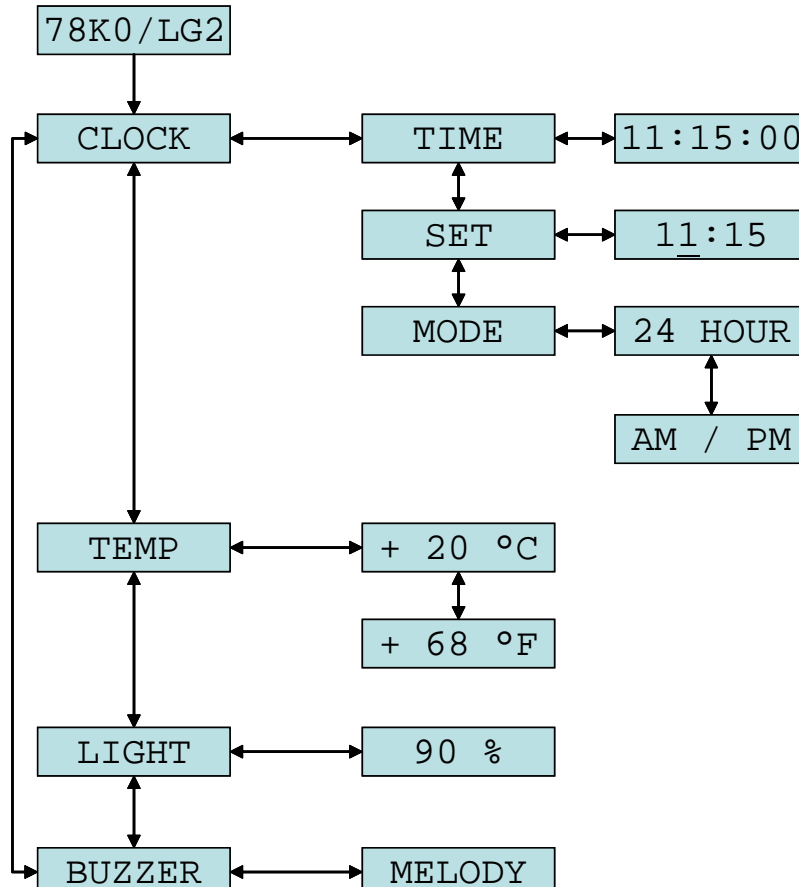 78K0/LG2
CLOCK
TIME
11:15:00
SET
11:15
MODE
24 HOUR
AM / PM
TEMP
+ 20 °C
+ 68 °F
LIGHT
90 %
BUZZER
MELODY